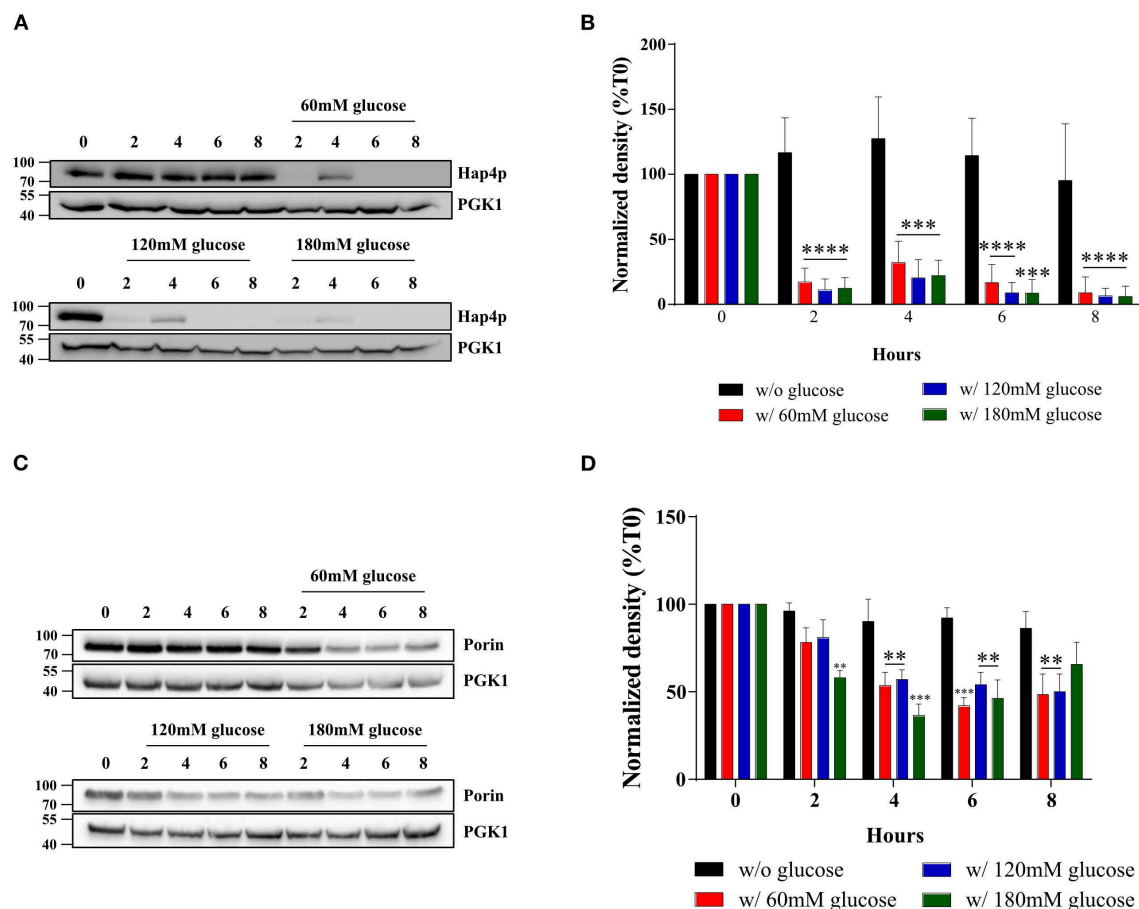 A
60mM glucose
0 2 4 6 8 2 4 6 8
100
70
Hap4p
55
40
PGK1
120mM glucose 180mM glucose
0 2 4 6 8 2 4 6 8
100
70
Hap4p
55
40
PGK1
B
Normalized density (%T0)
200
150
100
50
0
**** *** **** *** ****
0 2 4 6 8
Hours
w/o glucose w/ 120mM glucose
w/ 60mM glucose w/ 180mM glucose
C
60mM glucose
0 2 4 6 8 2 4 6 8
100
70
Porin
55
40
PGK1
120mM glucose 180mM glucose
0 2 4 6 8 2 4 6 8
100
70
Porin
55
40
PGK1
D
Normalized density (%T0)
150
100
50
0
** ** *** *** ** **
0 2 4 6 8
Hours
w/o glucose w/ 120mM glucose
w/ 60mM glucose w/ 180mM glucose